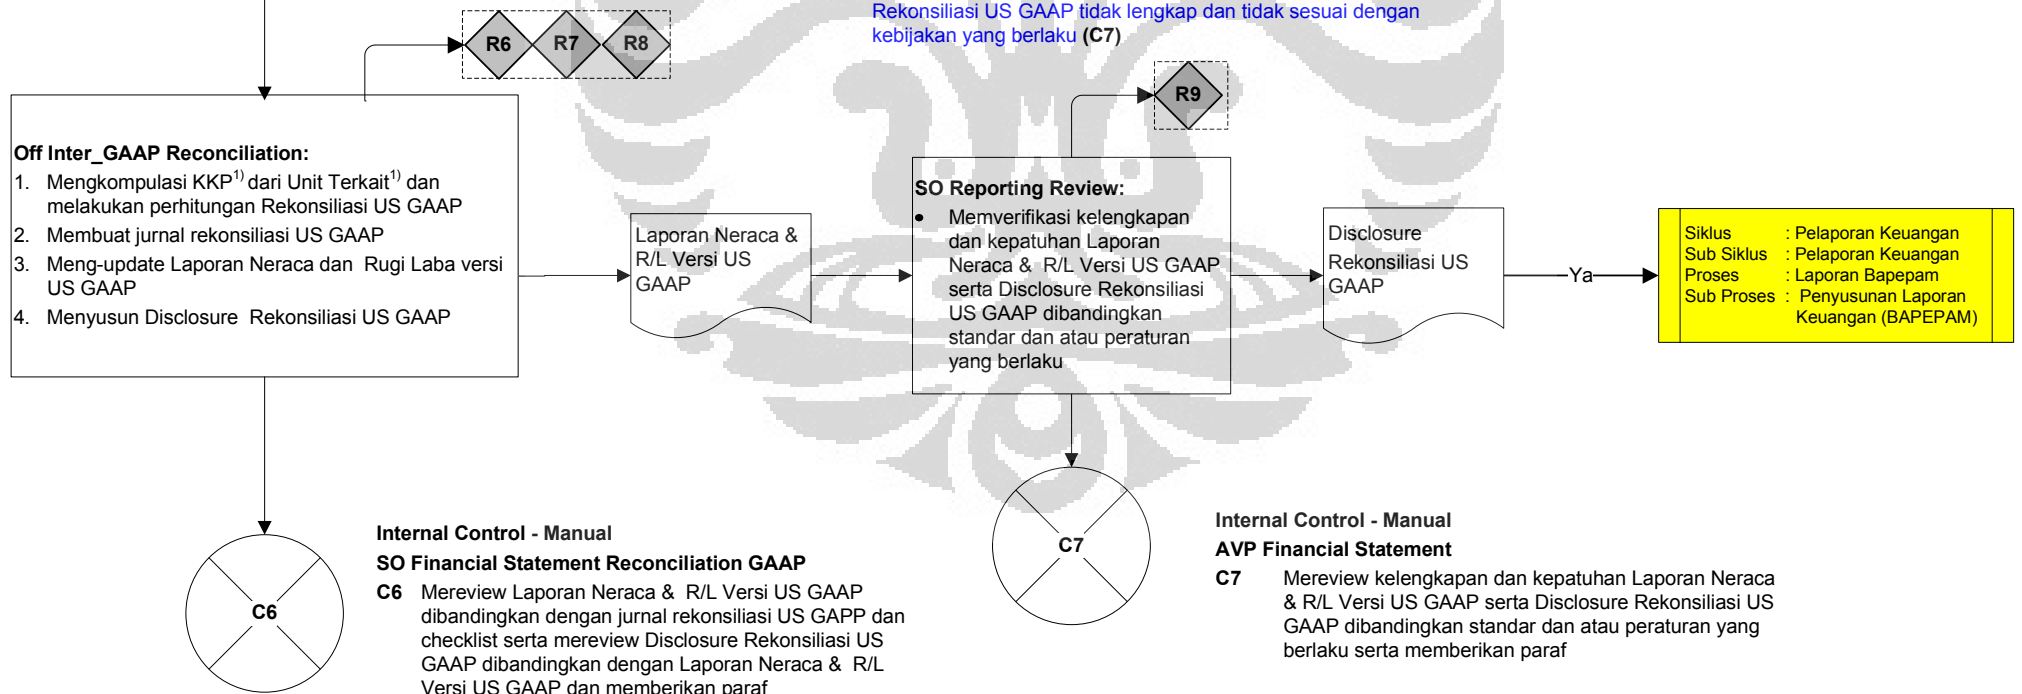 Rekonsiliasi US GAAP tidak lengkap dan tidak sesuai dengan
kebijakan yang berlaku (C7)
R6 R7 R8
R9
Off Inter_GAAP Reconciliation:
1. Mengkompulasi KKP1) dari Unit Terkait1) dan
melakukan perhitungan Rekonsiliasi US GAAP
2. Membuat jurnal rekonsiliasi US GAAP
3. Meng-update Laporan Neraca dan Rugi Laba versi
US GAAP
4. Menyusun Disclosure Rekonsiliasi US GAAP
Laporan Neraca &
R/L Versi US
GAAP
SO Reporting Review:
• Memverifikasi kelengkapan
dan kepatuhan Laporan
Neraca & R/L Versi US GAAP
serta Disclosure Rekonsiliasi
US GAAP dibandingkan
standar dan atau peraturan
yang berlaku
Disclosure
Rekonsiliasi US
GAAP
Ya
Siklus : Pelaporan Keuangan
Sub Siklus : Pelaporan Keuangan
Proses : Laporan Bapepam
Sub Proses : Penyusunan Laporan
Keuangan (BAPEPAM)
C6
Internal Control - Manual
SO Financial Statement Reconciliation GAAP
C6 Mereview Laporan Neraca & R/L Versi US GAAP
dibandingkan dengan jurnal rekonsiliasi US GAPP dan
checklist serta mereview Disclosure Rekonsiliasi US
GAAP dibandingkan dengan Laporan Neraca & R/L
Versi US GAAP dan memberikan paraf
C7
Internal Control - Manual
AVP Financial Statement
C7 Mereview kelengkapan dan kepatuhan Laporan Neraca
& R/L Versi US GAAP serta Disclosure Rekonsiliasi US
GAAP dibandingkan standar dan atau peraturan yang
berlaku serta memberikan paraf